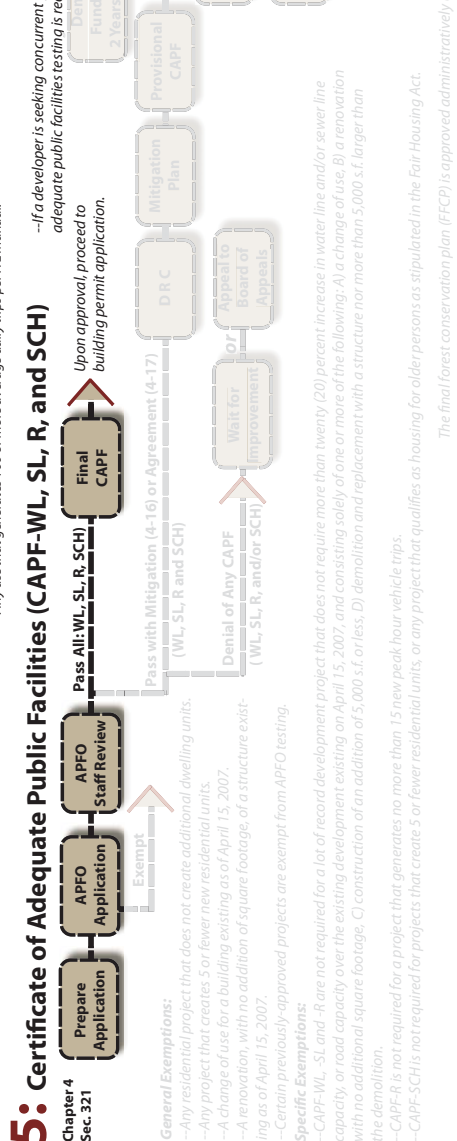 --If a developer is seeking concurrent
adequate public facilities testing is
5: Certificate of Adequate Public Facilities (CAPF-WL, SL, R, and SCH)
Chapter 4
Sec. 321
Prepare
Application
APFO
Application
APFO
Staff Review
Pass All: WL, SL, R, SCH)
Final
CAPF
Upon approval, proceed to
building permit application.
Exempt
Pass with Mitigation (4-16) or Agreement (4-17)
(WL, SL, R and SCH)
DRC
Mitigation
Plan
Provisional
CAPF
Fund
2 Years
Denial of Any CAPF
(WL, SL, R, and/or SCH)
Wait for
improvement
or
Appeal to
Board of
Appeals
General Exemptions:
--Any residential project that does not create additional dwelling units.
--Any project that creates 5 or fewer new residential units.
--A change of use for a building existing as of April 15, 2007.
--A renovation, with no addition of square footage, of a structure exist-
ing as of April 15, 2007.
--Certain previously-approved projects are exempt from APFO testing.
Specific Exemptions:
--CAPF-WL, -SL, and -R are not required for a lot of record development project that does not require more than twenty (20) percent increase in water line and/or sewer line
capacity, or road capacity over the existing development existing on April 15, 2007, and consisting solely of one or more of the following: A) a change of use, B) a renovation
with no additional square footage, C) construction of an addition of 5,000 s.f. or less, D) demolition and replacement with a structure nor more than 5,000 s.f. larger than
the demolition.
--CAPF-R is not required for a project that generates no more than 15 new peak hour vehicle trips.
--CAPF-SCH is not required for projects that create 5 or fewer residential units, or any project that qualifies as housing for older persons as stipulated in the Fair Housing Act.
The final forest conservation plan (FFCP) is approved administratively